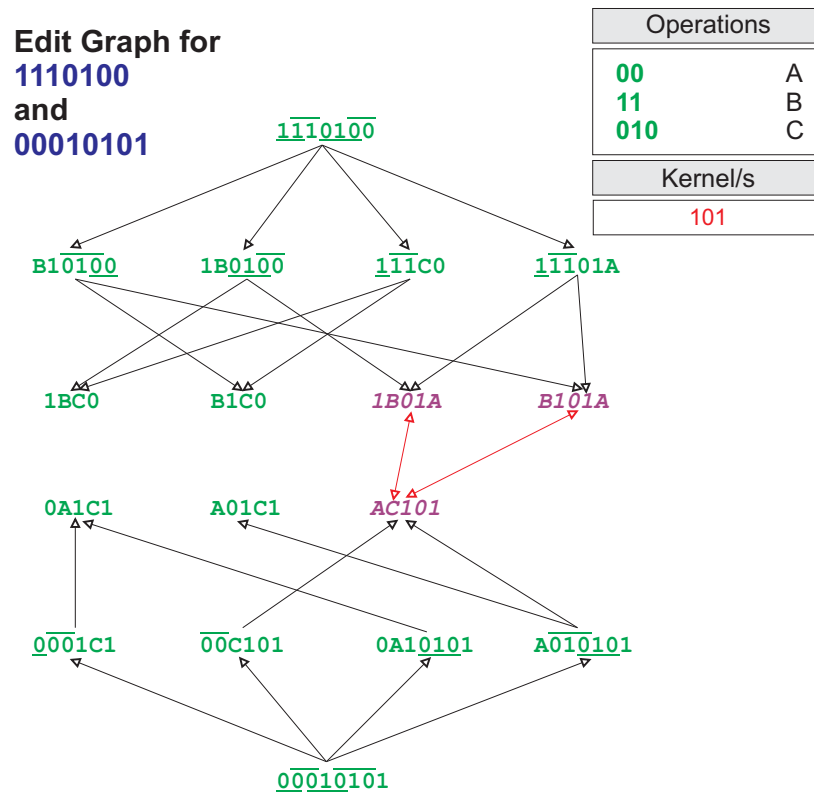 Edit Graph for
1110100
and
00010101
Operations
00 A
11 B
010 C
Kernel/s
101
1110100
B10100 1B0100 111C0 11101A
1BC0 B1C0 1B01A B101A
0A1C1 A01C1 AC101
0001C1 00C101 0A10101 A010101
00010101